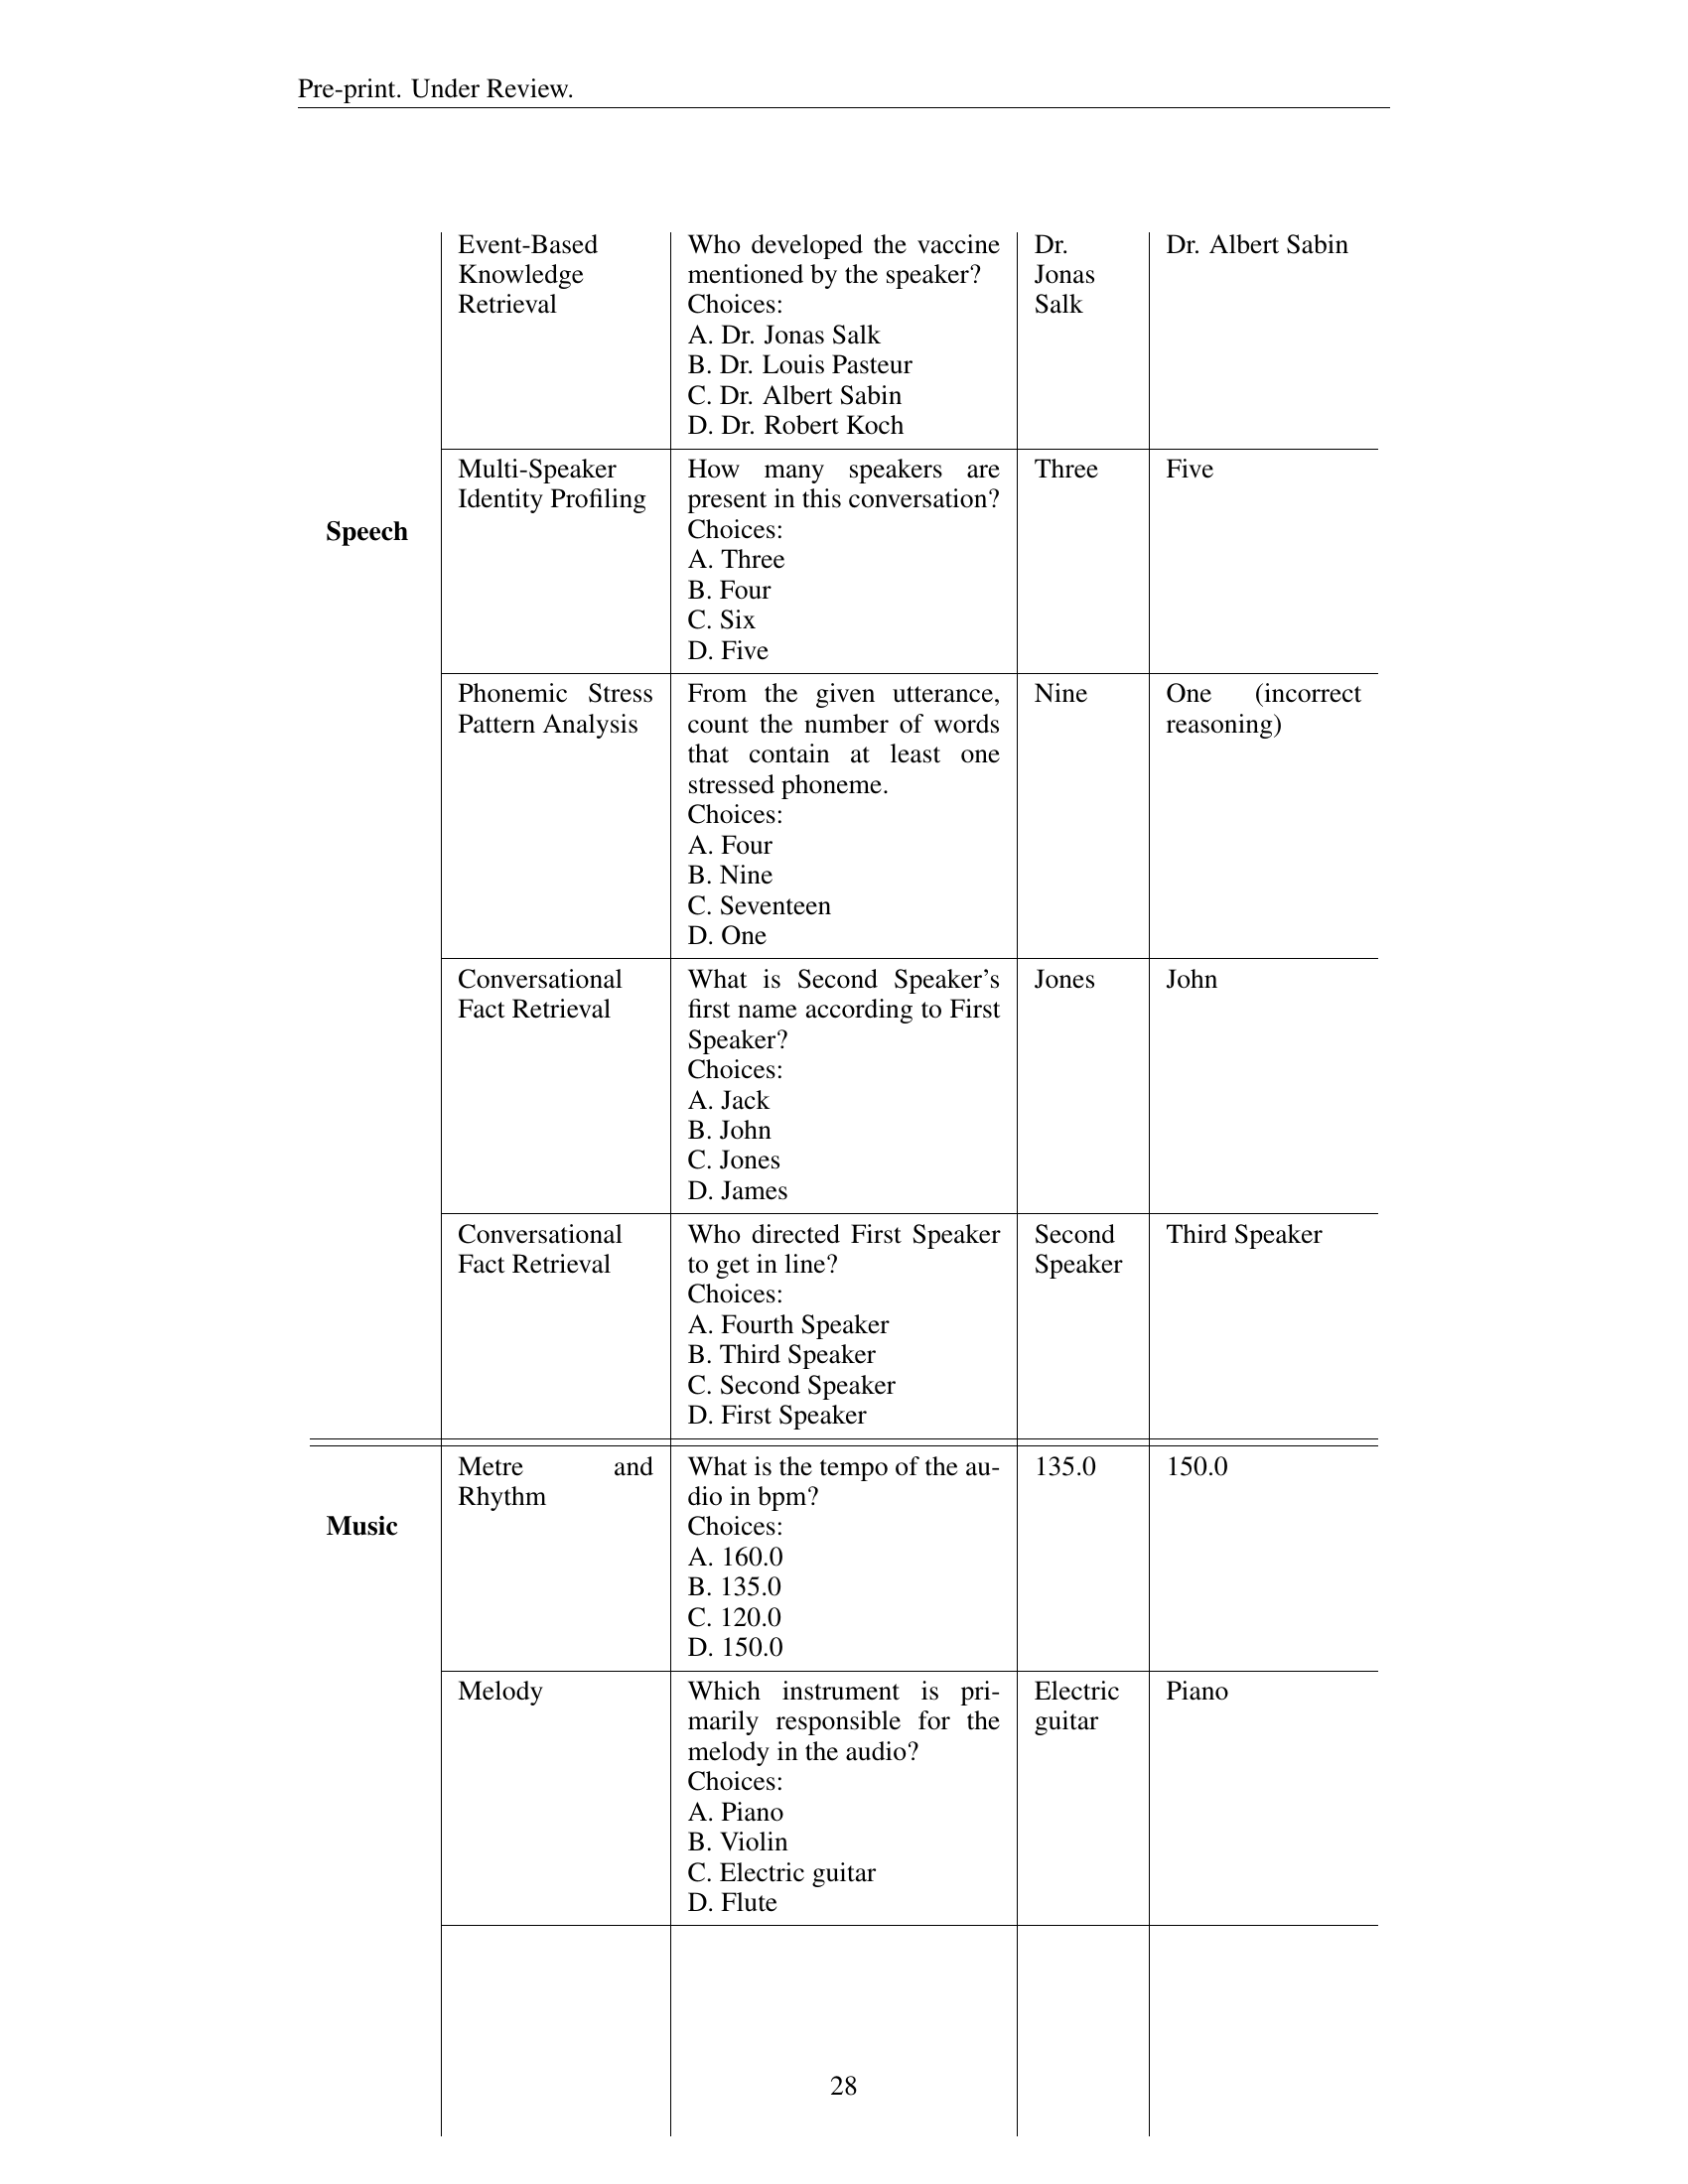 Pre-print. Under Review.
Speech
Event-Based
Knowledge
Retrieval
Who developed the vaccine
mentioned by the speaker?
Choices:
A. Dr. Jonas Salk
B. Dr. Louis Pasteur
C. Dr. Albert Sabin
D. Dr. Robert Koch
Dr.
Jonas
Salk
Dr. Albert Sabin
Multi-Speaker
Identity Profiling
How many speakers are
present in this conversation?
Choices:
A. Three
B. Four
C. Six
D. Five
Three
Five
Phonemic Stress
Pattern Analysis
From the given utterance,
count the number of words
that contain at least one
stressed phoneme.
Choices:
A. Four
B. Nine
C. Seventeen
D. One
Nine
One (incorrect
reasoning)
Conversational
Fact Retrieval
What is Second Speaker's
first name according to First
Speaker?
Choices:
A. Jack
B. John
C. Jones
D. James
Jones
John
Conversational
Fact Retrieval
Who directed First Speaker
to get in line?
Choices:
A. Fourth Speaker
B. Third Speaker
C. Second Speaker
D. First Speaker
Second
Speaker
Third Speaker
Music
Metre and
Rhythm
What is the tempo of the au-
dio in bpm?
Choices:
A. 160.0
B. 135.0
C. 120.0
D. 150.0
135.0
150.0
Melody
Which instrument is pri-
marily responsible for the
melody in the audio?
Choices:
A. Piano
B. Violin
C. Electric guitar
D. Flute
Electric
guitar
Piano
28